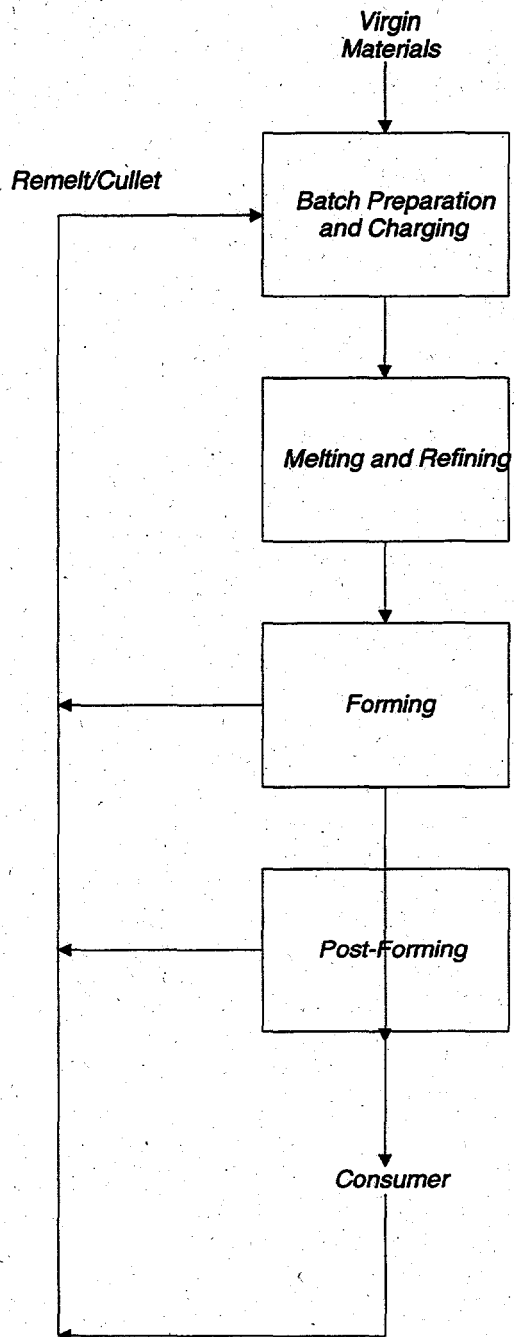 Virgin
Materials
Remelt/Cullet
Batch Preparation
and Charging
Melting and Refining
Forming
Post-Forming
Consumer